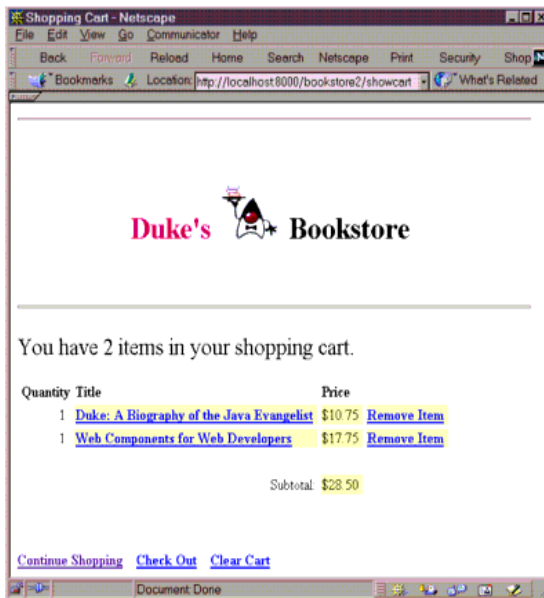 Shopping Cart - Netscape
File Edit View Go Communicator Help
Back Forward Reload Home Search Netscape Print Security Shop N
Bookmarks Location: http://localhost:8000/bookstore2/showcart What's Related
Duke's Bookstore
You have 2 items in your shopping cart.
Quantity Title Price
1 Duke: A Biography of the Java Evangelist $10.75 Remove Item
1 Web Components for Web Developers $17.75 Remove Item
Subtotal: $28.50
Continue Shopping Check Out Clear Cart
Document: Done